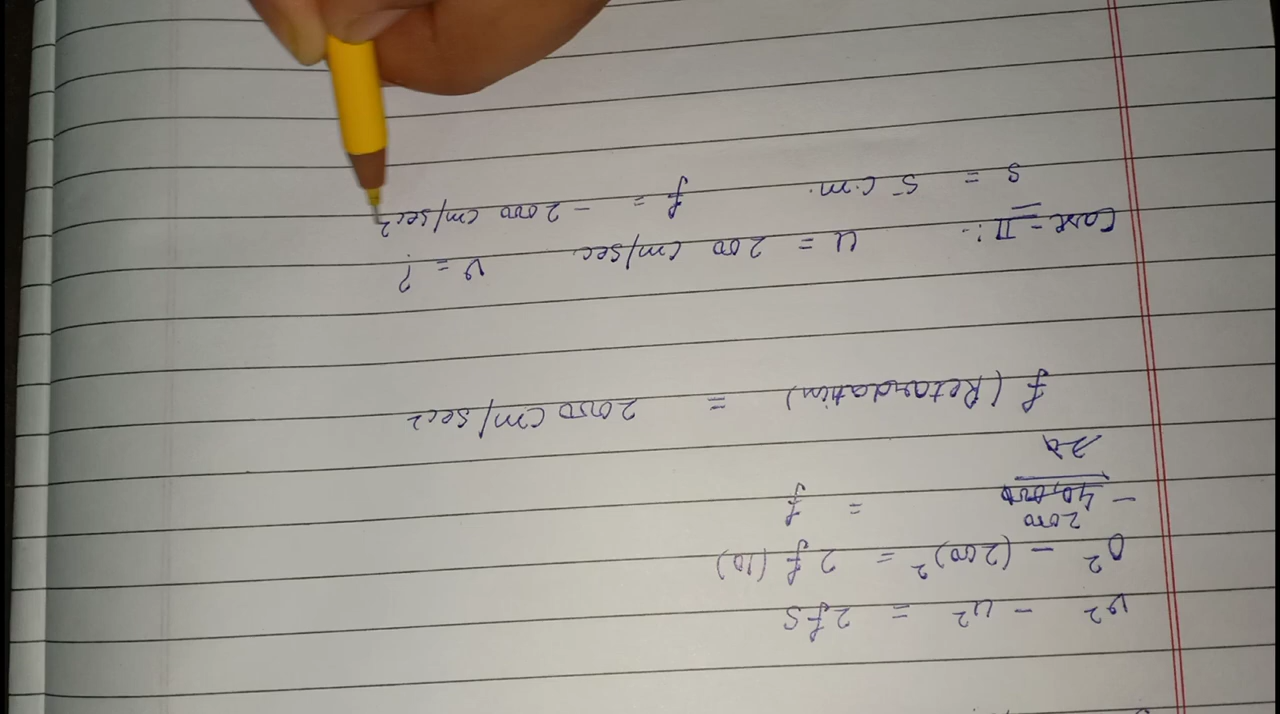 v² - u² = 2fS
0² - (200)² = 2f(10)
2000
- 40,000 = f
20
f (Retardation) = 2000 cm/sec²
Case-II :- u = 200 cm/sec. v = ?
s = 5 c.m. f = - 2000 cm/sec²